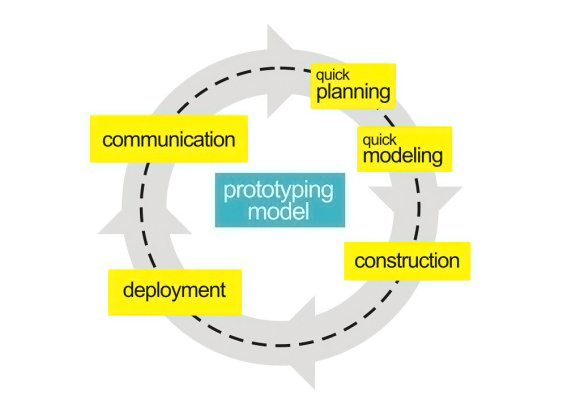 quick
planning
communication
quick
modeling
prototyping
model
construction
deployment